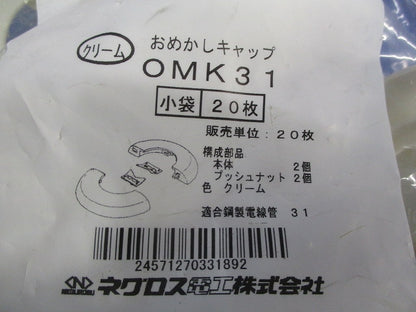 クリーム おめかしキャップ
OMK31
小袋 20枚
販売単位:20枚
構成部品
本体 2個
プッシュナット 2個
色 クリーム
適合鋼製電線管 31
24571270331892
NEGUROSU ネグロス電工株式会社